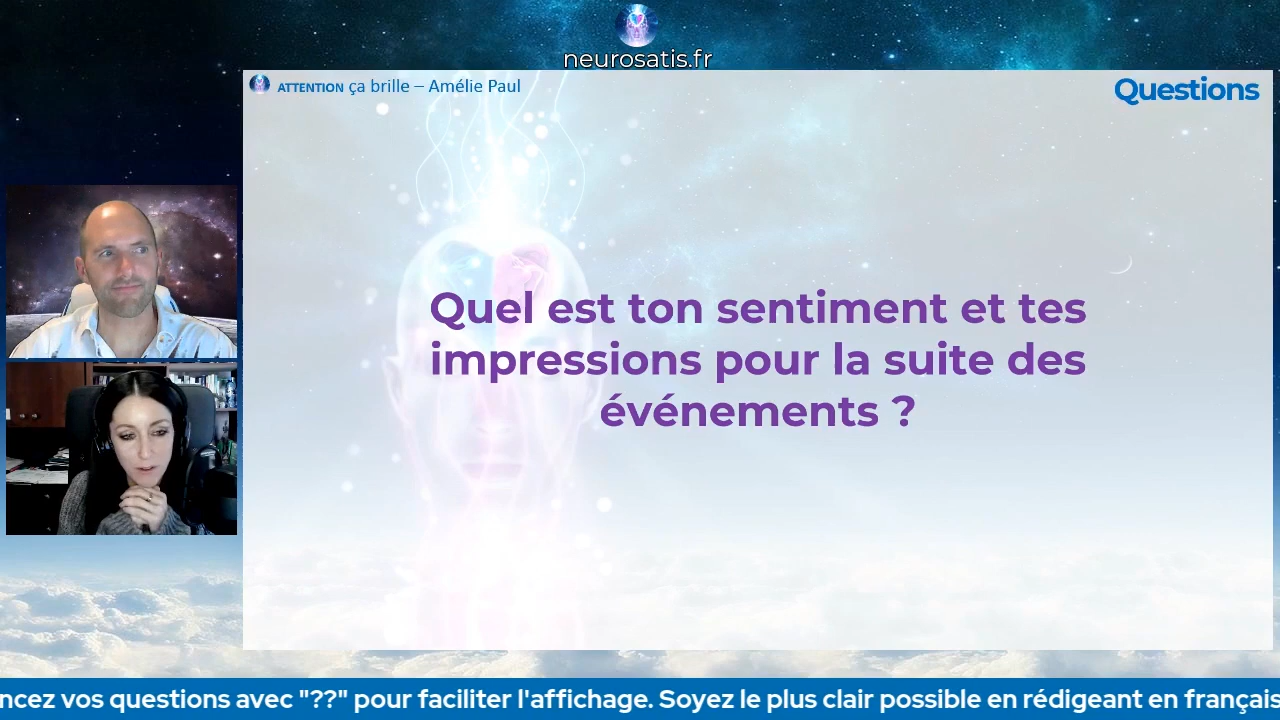 neurosatis.fr
ATTENTION ça brille – Amélie Paul
Questions
Quel est ton sentiment et tes
impressions pour la suite des
événements ?
ncez vos questions avec "??" pour faciliter l'affichage. Soyez le plus clair possible en rédigeant en français